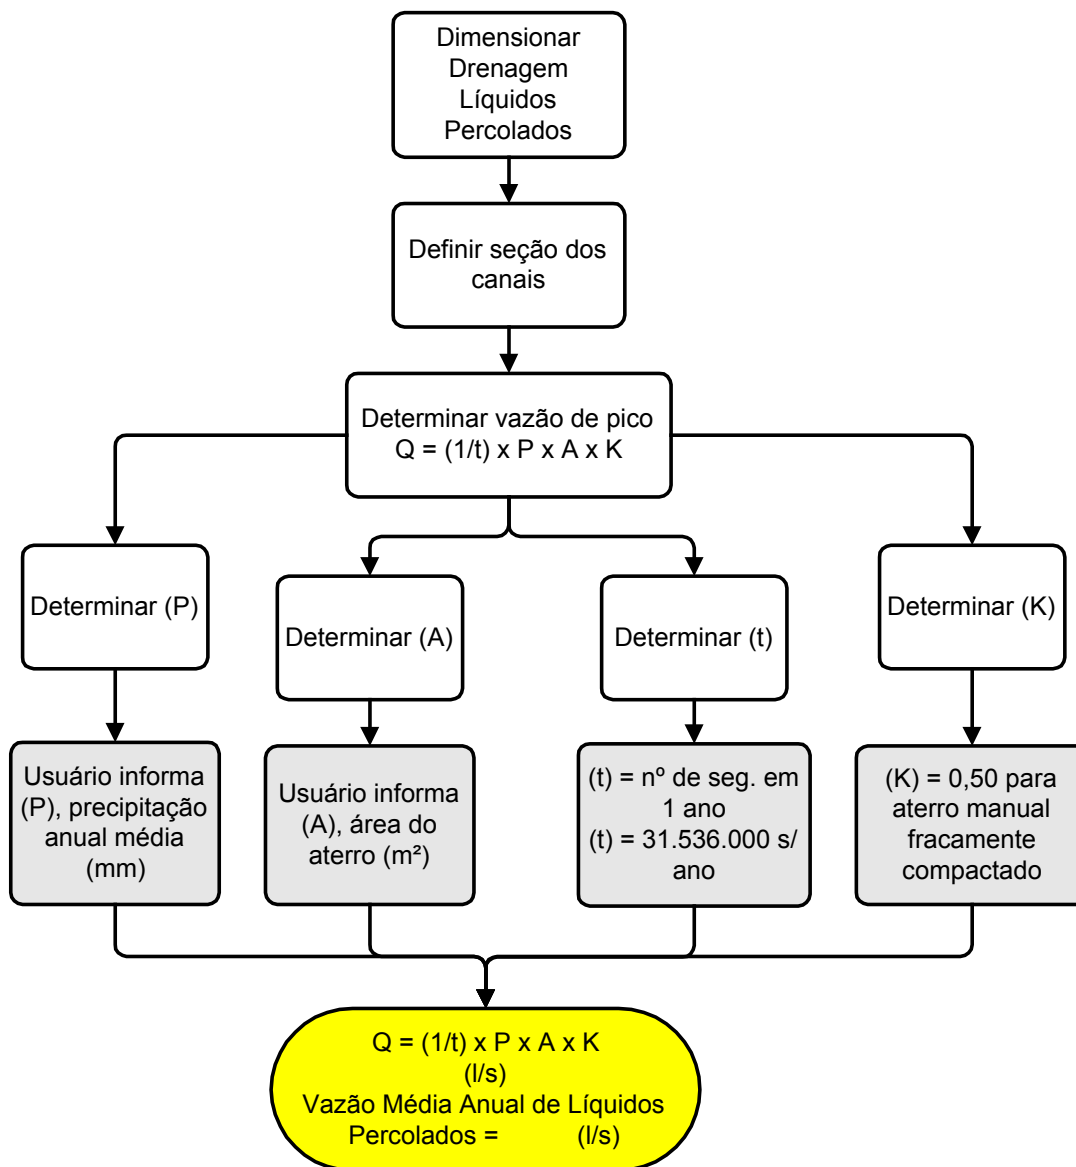 Dimensionar
Drenagem
Líquidos
Percolados
Definir seção dos
canais
Determinar vazão de pico
Q = (1/t) x P x A x K
Determinar (P)
Determinar (A)
Determinar (t)
Determinar (K)
Usuário informa
(P), precipitação
anual média
(mm)
Usuário informa
(A), área do
aterro (m²)
(t) = nº de seg. em
1 ano
(t) = 31.536.000 s/
ano
(K) = 0,50 para
aterro manual
fracamente
compactado
Q = (1/t) x P x A x K
(l/s)
Vazão Média Anual de Líquidos
Percolados = (l/s)